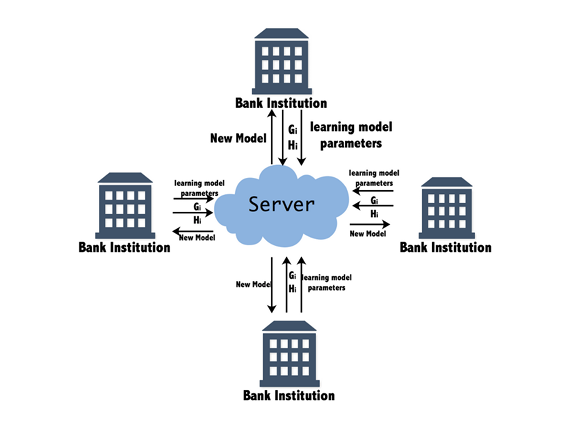 Bank Institution
New Model
Gi
Hi
learning model
parameters
learning model
parameters
Gi
Hi
New Model
Bank Institution
Server
learning model
parameters
Gi
Hi
New Model
Bank Institution
New Model
Gi
Hi
learning model
parameters
Bank Institution